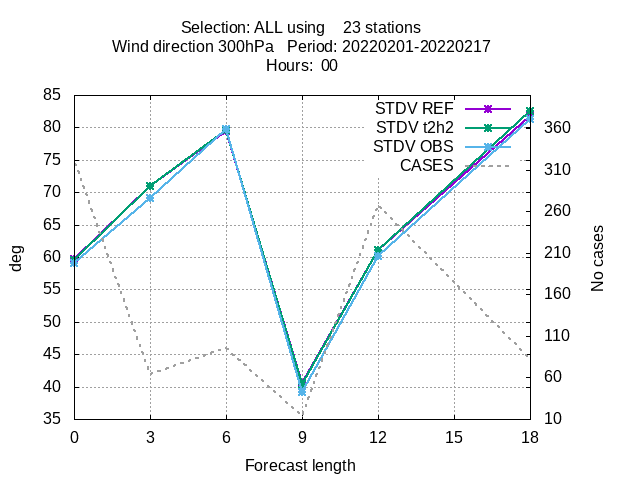 Selection: ALL using 23 stations
Wind direction 300hPa Period: 20220201-20220217
Hours: 00
STDV REF
STDV t2h2
STDV OBS
CASES
85
80
75
70
65
60
55
50
45
40
35
deg
360
310
260
210
160
110
60
10
No cases
0 3 6 9 12 15 18
Forecast length